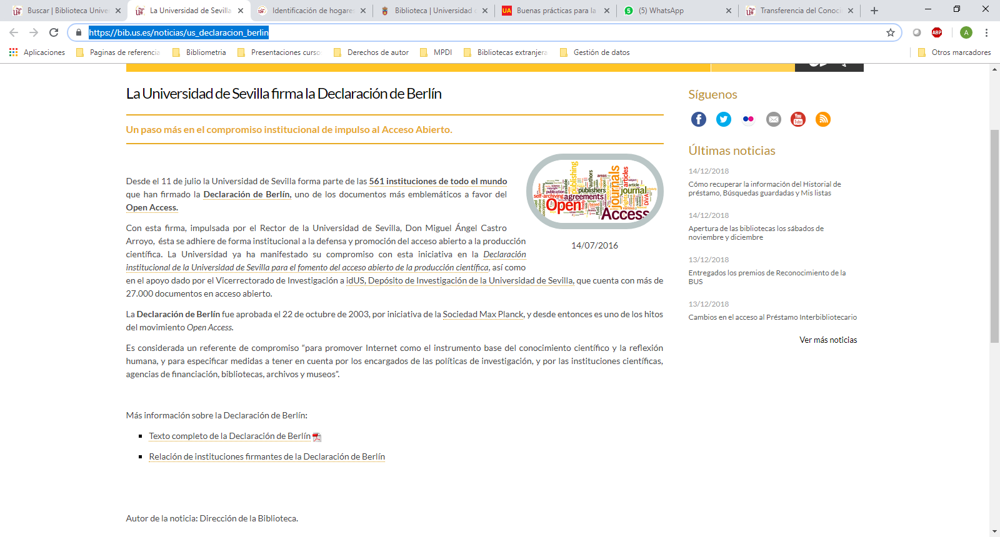 Buscar | Biblioteca Univer
La Universidad de Sevilla
Identificación de hogares
Biblioteca | Universidad d
Buenas prácticas para la
(5) WhatsApp
Transferencia del Conoci
https://bib.us.es/noticias/us_declaracion_berlin
ABP
A
Aplicaciones
Paginas de referencia
Bibliometria
Presentaciones curso
Derechos de autor
MPDI
Bibliotecas extranjera
Gestión de datos
Otros marcadores
La Universidad de Sevilla firma la Declaración de Berlín
Un paso más en el compromiso institucional de impulso al Acceso Abierto.
Desde el 11 de julio la Universidad de Sevilla forma parte de las 561 instituciones de todo el mundo
que han firmado la Declaración de Berlín, uno de los documentos más emblemáticos a favor del
Open Access.
Con esta firma, impulsada por el Rector de la Universidad de Sevilla, Don Miguel Ángel Castro
Arroyo, ésta se adhiere de forma institucional a la defensa y promoción del acceso abierto a la producción
científica. La Universidad ya ha manifestado su compromiso con esta iniciativa en la Declaración
institucional de la Universidad de Sevilla para el fomento del acceso abierto de la producción científica, así como
en el apoyo dado por el Vicerrectorado de Investigación a idUS, Depósito de Investigación de la Universidad de Sevilla, que cuenta con más de
27.000 documentos en acceso abierto.
La Declaración de Berlín fue aprobada el 22 de octubre de 2003, por iniciativa de la Sociedad Max Planck, y desde entonces es uno de los hitos
del movimiento Open Access.
Es considerada un referente de compromiso “para promover Internet como el instrumento base del conocimiento científico y la reflexión
humana, y para especificar medidas a tener en cuenta por los encargados de las políticas de investigación, y por las instituciones científicas,
agencias de financiación, bibliotecas, archivos y museos”.
Más información sobre la Declaración de Berlín:
Texto completo de la Declaración de Berlín
Relación de instituciones firmantes de la Declaración de Berlín
Autor de la noticia: Dirección de la Biblioteca.
publishing
authors
areas
articles
journals
article
publishers
journal
self-archiving
agreements
Open
Access
14/07/2016
Síguenos
You
Tube
Últimas noticias
14/12/2018
Cómo recuperar la información del Historial de
préstamo, Búsquedas guardadas y Mis listas
14/12/2018
Apertura de las bibliotecas los sábados de
noviembre y diciembre
13/12/2018
Entregados los premios de Reconocimiento de la
BUS
13/12/2018
Cambios en el acceso al Préstamo Interbibliotecario
Ver más noticias